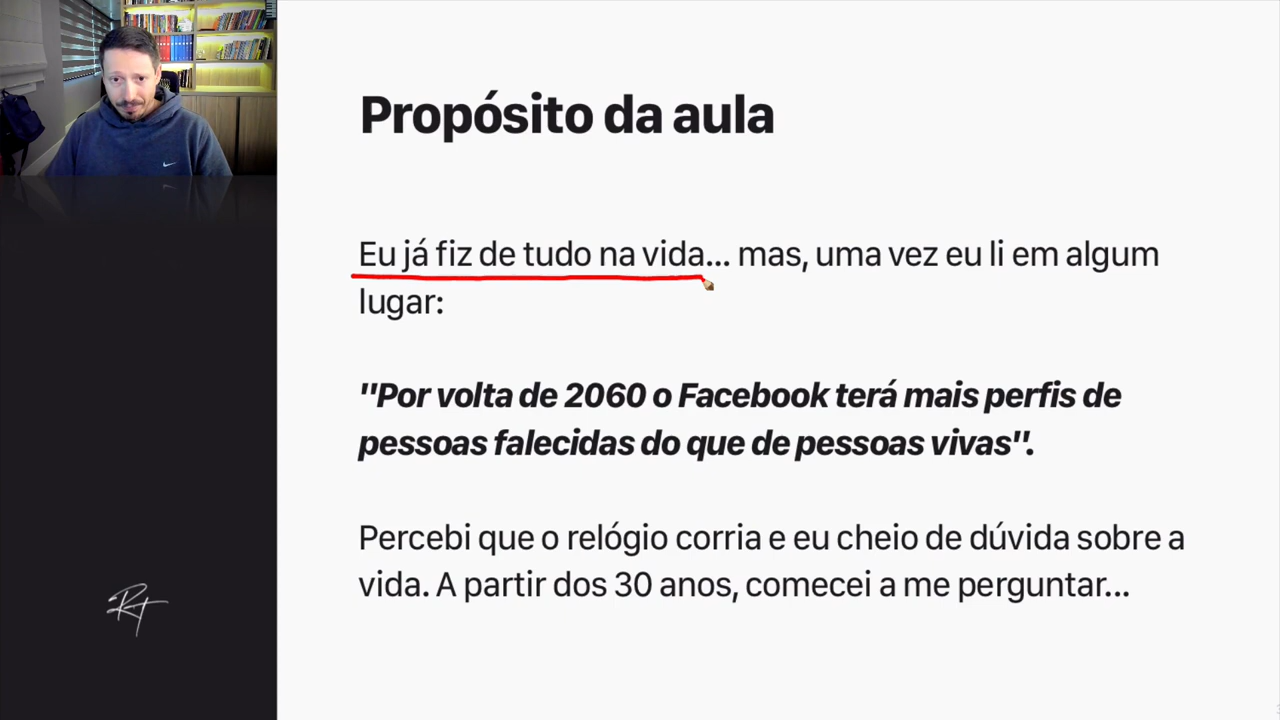 Propósito da aula
Eu já fiz de tudo na vida... mas, uma vez eu li em algum
lugar:
"Por volta de 2060 o Facebook terá mais perfis de
pessoas falecidas do que de pessoas vivas".
Percebi que o relógio corria e eu cheio de dúvida sobre a
vida. A partir dos 30 anos, comecei a me perguntar...
RT